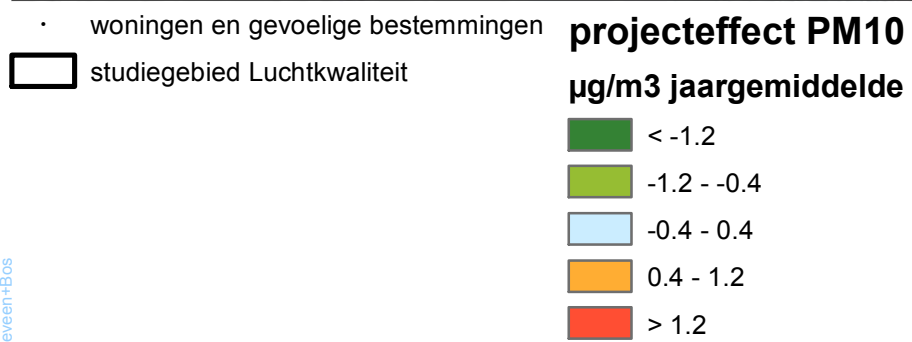 woningen en gevoelige bestemmingen
studiegebied Luchtkwaliteit
projecteffect PM10
µg/m3 jaargemiddelde
< -1.2
-1.2 - -0.4
-0.4 - 0.4
0.4 - 1.2
> 1.2
eveen+Bos